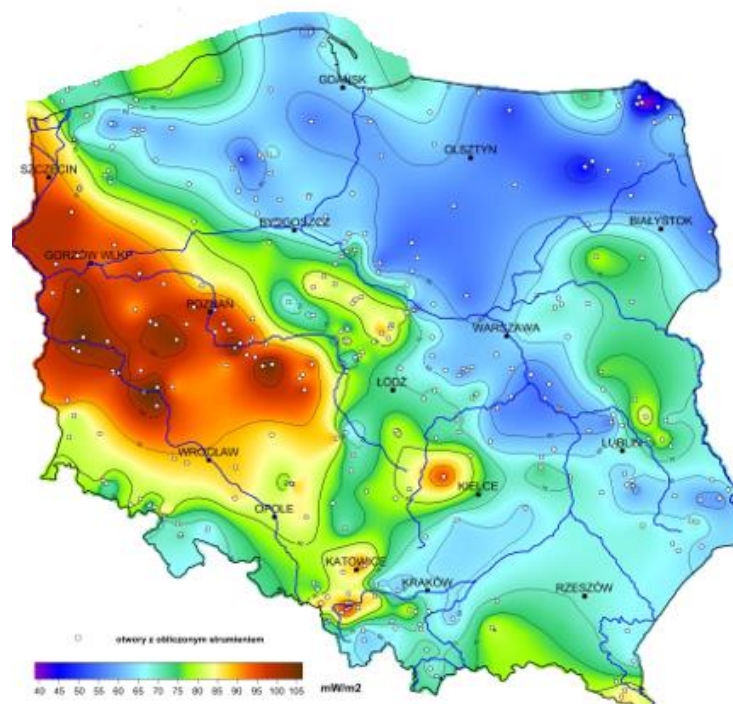 GDAŃSK
OLSZTYN
SZCZECIN
BYDGOSZCZ
BIAŁYSTOK
GORZÓW WLKP
POZNAŃ
WARSZAWA
ŁÓDŹ
WROCŁAW
LUBLIN
KIELCE
OPOLE
KATOWICE
KRAKÓW
RZESZÓW
otwory z obliczonym strumieniem
40 45 50 55 60 65 70 75 80 85 90 95 100 105 mW/m2